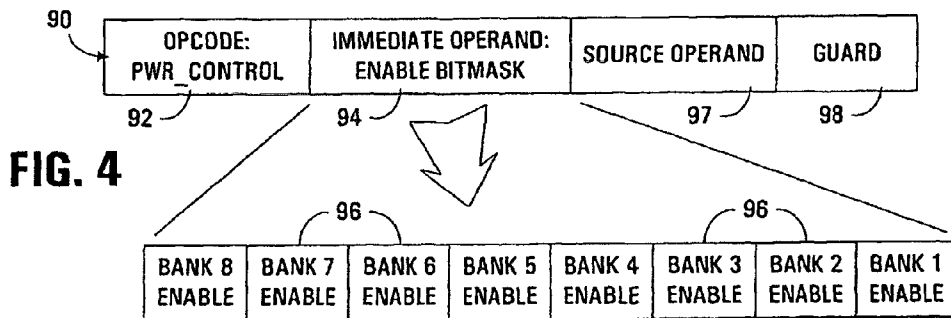 90
OPCODE: PWR_CONTROL
IMMEDIATE OPERAND: ENABLE BITMASK
SOURCE OPERAND
GUARD
92
94
97
98
FIG. 4
96
96
BANK 8 ENABLE
BANK 7 ENABLE
BANK 6 ENABLE
BANK 5 ENABLE
BANK 4 ENABLE
BANK 3 ENABLE
BANK 2 ENABLE
BANK 1 ENABLE